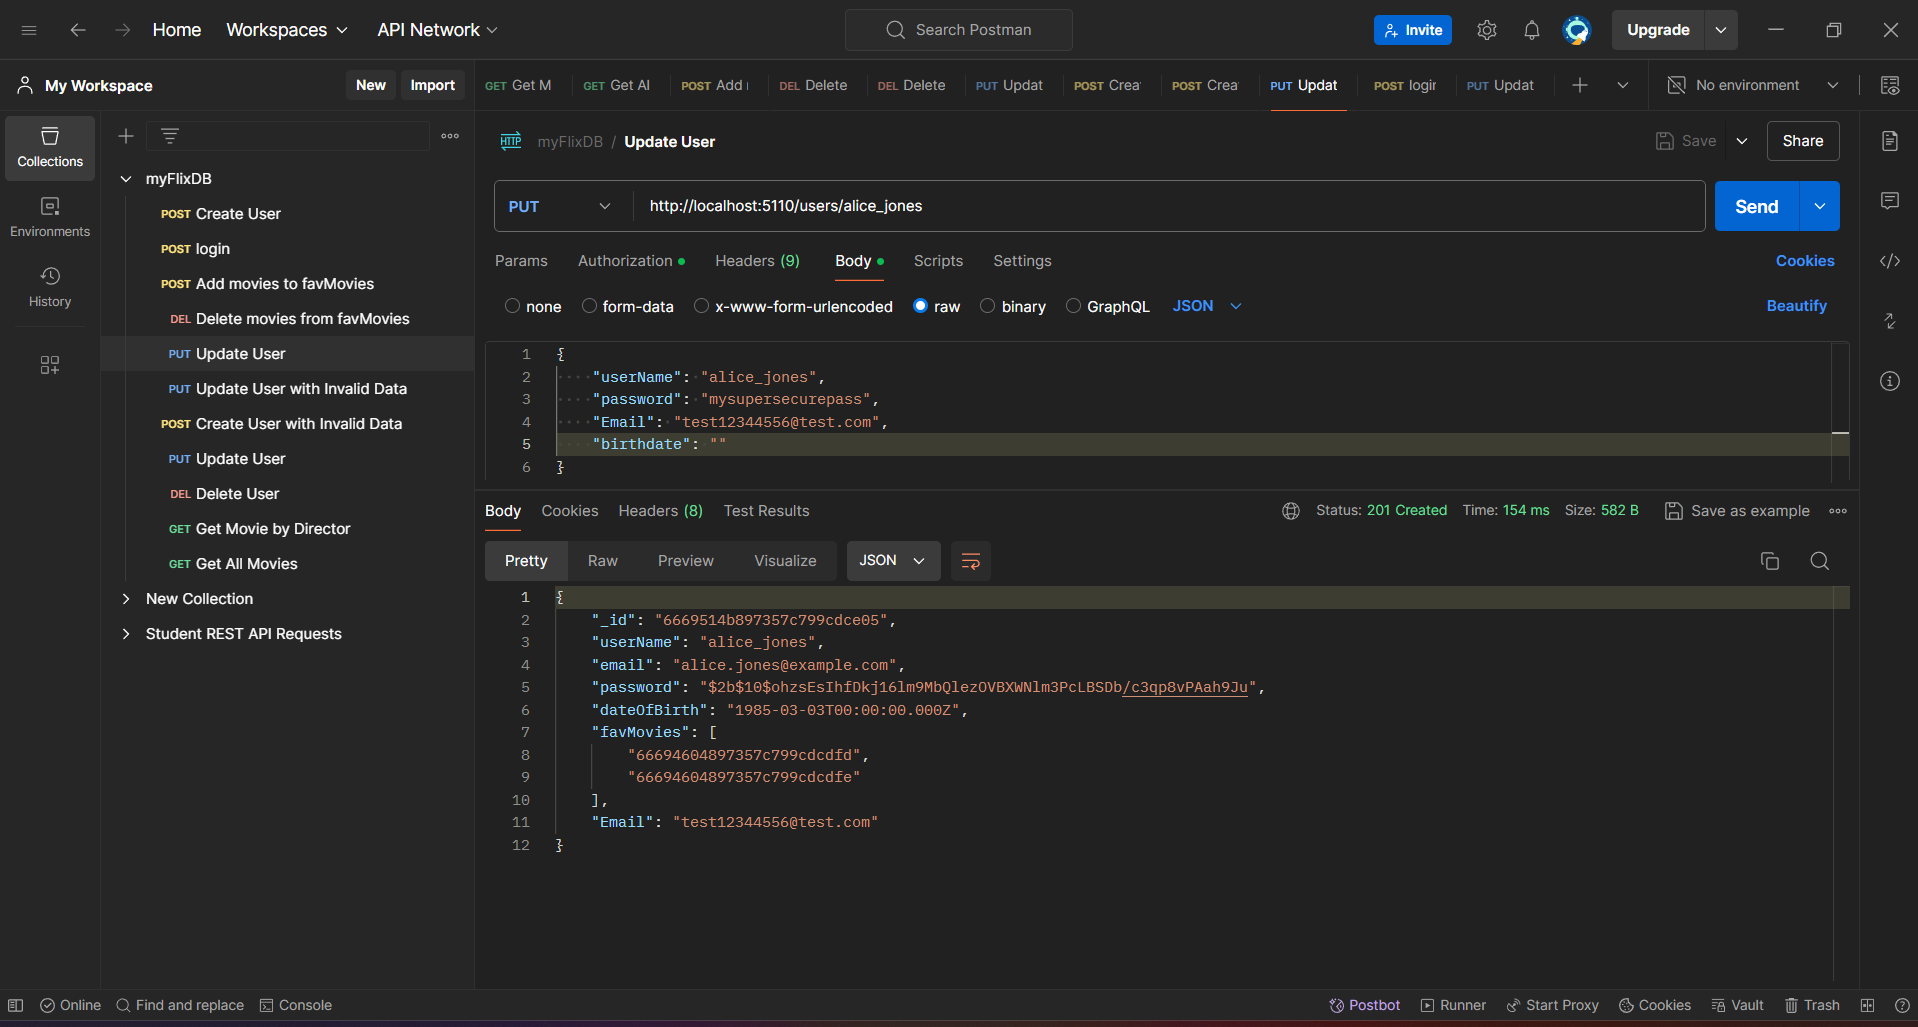 Home Workspaces API Network Search Postman Invite Upgrade
My Workspace New Import GET Get M GET Get Al POST Add DEL Delete DEL Delete PUT Updat POST Crea POST Crea PUT Updat POST login PUT Updat No environment
Collections
Environments
History
myFlixDB
POST Create User
POST login
POST Add movies to favMovies
DEL Delete movies from favMovies
PUT Update User
PUT Update User with Invalid Data
POST Create User with Invalid Data
PUT Update User
DEL Delete User
GET Get Movie by Director
GET Get All Movies
New Collection
Student REST API Requests
HTTP myFlixDB / Update User Save Share
PUT http://localhost:5110/users/alice_jones Send
Params Authorization Headers (9) Body Scripts Settings Cookies
none form-data x-www-form-urlencoded raw binary GraphQL JSON Beautify
1 {
2 "userName": "alice_jones",
3 "password": "mysupersecurepass",
4 "Email": "test12344556@test.com",
5 "birthdate": ""
6 }
Body Cookies Headers (8) Test Results Status: 201 Created Time: 154 ms Size: 582 B Save as example
Pretty Raw Preview Visualize JSON
1 {
2 "_id": "6669514b897357c799cdce05",
3 "userName": "alice_jones",
4 "email": "alice.jones@example.com",
5 "password": "$2b$10$ohzsEsIhfDkj16lm9MbQlezOVBXWNlm3PcLBSDb/c3qp8vPAah9Ju",
6 "dateOfBirth": "1985-03-03T00:00:00.000Z",
7 "favMovies": [
8 "66694604897357c799cdcdfd",
9 "66694604897357c799cdcdfe"
10 ],
11 "Email": "test12344556@test.com"
12 }
Online Find and replace Console Postbot Runner Start Proxy Cookies Vault Trash